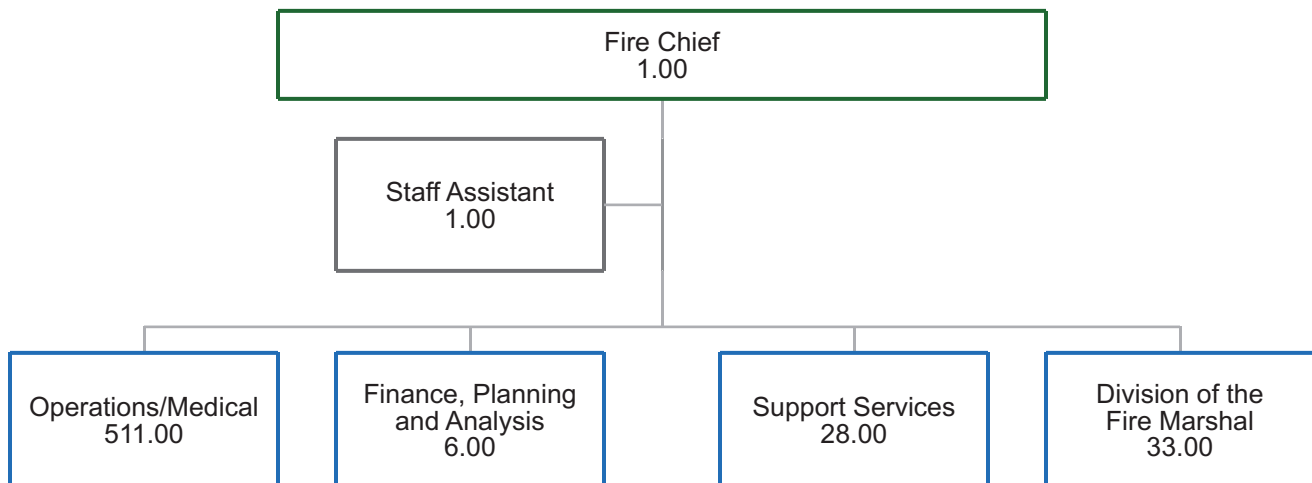 Fire Chief
1.00
Staff Assistant
1.00
Operations/Medical
511.00
Finance, Planning
and Analysis
6.00
Support Services
28.00
Division of the
Fire Marshal
33.00